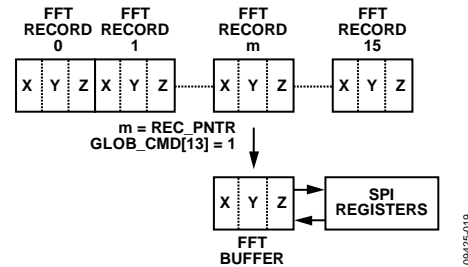 FFT RECORD 0
FFT RECORD 1
FFT RECORD m
FFT RECORD 15
X Y Z X Y Z X Y Z X Y Z
m = REC_PNTR
GLOB_CMD[13] = 1
X Y Z
SPI REGISTERS
FFT BUFFER
09425-019